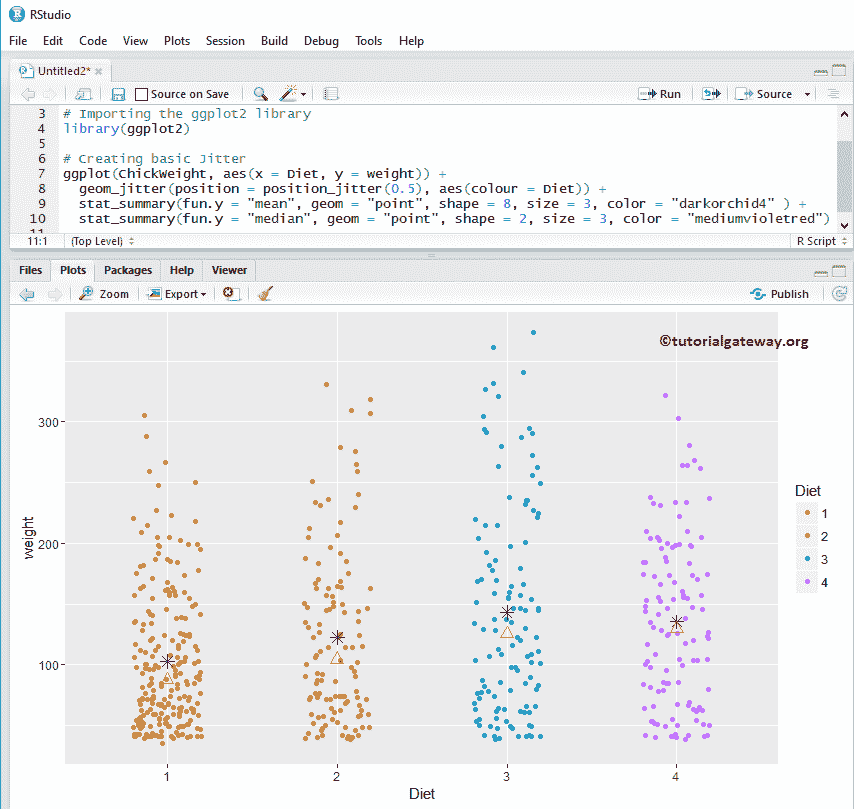 RStudio
File Edit Code View Plots Session Build Debug Tools Help
Untitled2*
Source on Save Run Source
3 # Importing the ggplot2 library
4 library(ggplot2)
5
6 # Creating basic Jitter
7 ggplot(ChickWeight, aes(x = Diet, y = weight)) +
8 geom_jitter(position = position_jitter(0.5), aes(colour = Diet)) +
9 stat_summary(fun.y = "mean", geom = "point", shape = 8, size = 3, color = "darkorchid4" ) +
10 stat_summary(fun.y = "median", geom = "point", shape = 2, size = 3, color = "mediumvioletred")
11
11:1 (Top Level) R Script
Files Plots Packages Help Viewer
Zoom Export Publish
©tutorialgateway.org
300
200
100
weight
1 2 3 4
Diet
Diet
1
2
3
4